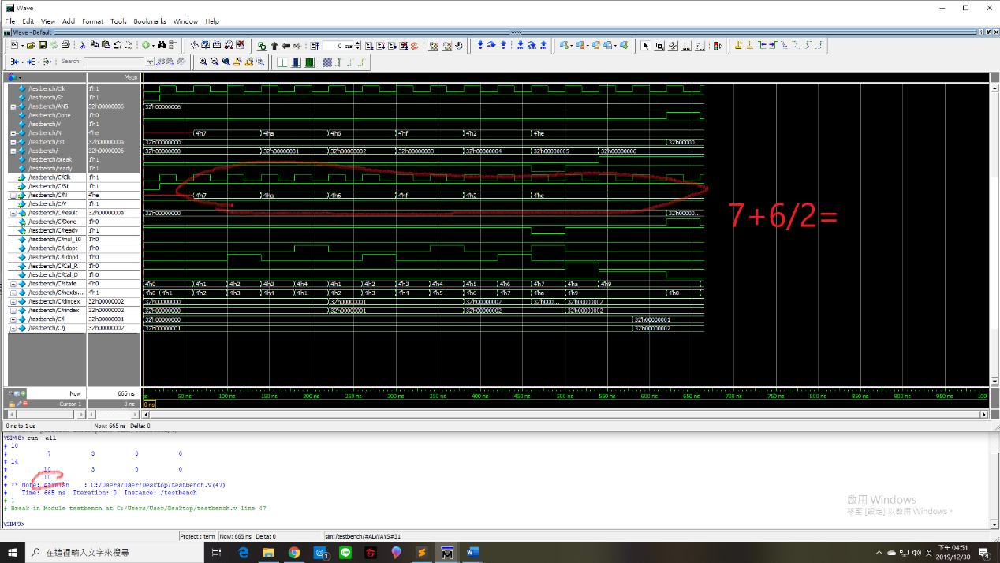 Wave
File Edit View Add Format Tools Bookmarks Window Help
Wave - Default
0 ns
Search:
Msgs
/testbench/Clk 1'h1
/testbench/St 1'h1
/testbench/ANS 32'h00000006 32'h00000006
/testbench/Done 1'h0
/testbench/V 1'h1
/testbench/N 4'he 4'h7 4'ha 4'h6 4'hf 4'h2 4'he
/testbench/rst 32'h0000000a 32'h00000000 32'h00000...
/testbench/i 32'h00000006 32'h00000000 32'h00000001 32'h00000002 32'h00000003 32'h00000004 32'h00000005 32'h00000006
/testbench/break 1'h1
/testbench/ready 1'h1
/testbench/C/Clk 1'h1
/testbench/C/St 1'h1
/testbench/C/N 4'he 4'h7 4'ha 4'h6 4'hf 4'h2 4'he
/testbench/C/V 1'h1
/testbench/C/result 32'h0000000a 32'h00000000 32'h00000...
/testbench/C/Done 1'h0
/testbench/C/ready 1'h1
/testbench/C/mul_10 1'h0
/testbench/C/Ldopt 1'h0
/testbench/C/Ldopd 1'h0
/testbench/C/Cal_R 1'h0
/testbench/C/Cal_D 1'h0
/testbench/C/state 4'h0 4'h0 4'h1 4'h2 4'h3 4'h4 4'h1 4'h2 4'h3 4'h4 4'h5 4'h6 4'h7 4'ha 4'h9
/testbench/C/nexts... 4'h1 4'h0 4'h1 4'h2 4'h3 4'h4 4'h1 4'h2 4'h3 4'h4 4'h5 4'h6 4'h7 4'ha 4'h9 4'h0
/testbench/C/dindex 32'h00000002 32'h00000000 32'h00000001 32'h00000002 32'h000... 32'h00000002
/testbench/C/rindex 32'h00000002 32'h00000000 32'h00000001 32'h00000002 32'h00000002
/testbench/C/i 32'h00000001 32'h00000000 32'h00000001
/testbench/C/j 32'h00000002 32'h00000001 32'h00000002
7+6/2=
Now 665 ns ns 50 ns 100 ns 150 ns 200 ns 250 ns 300 ns 350 ns 400 ns 450 ns 500 ns 550 ns 600 ns 650 ns 700 ns 750 ns 800 ns 850 ns 900 ns 950 ns 100
Cursor 1 0 ns 0 ns
0 ns to 1 us Now: 665 ns Delta: 0
VSIM 8> run -all
# 10
# 7 3 0 0
# 14
# 10 3 0 0
# 10
# ** Note: $finish : C:/Users/User/Desktop/testbench.v(47)
# Time: 665 ns Iteration: 0 Instance: /testbench
# 1
# Break in Module testbench at C:/Users/User/Desktop/testbench.v line 47
VSIM 9>
啟用 Windows
移至 [設定] 以啟用 Windows。
Project : term Now: 665 ns Delta: 0 sim:/testbench/#ALWAYS#31
在這裡輸入文字來搜尋
英
下午 04:51
2019/12/30
4